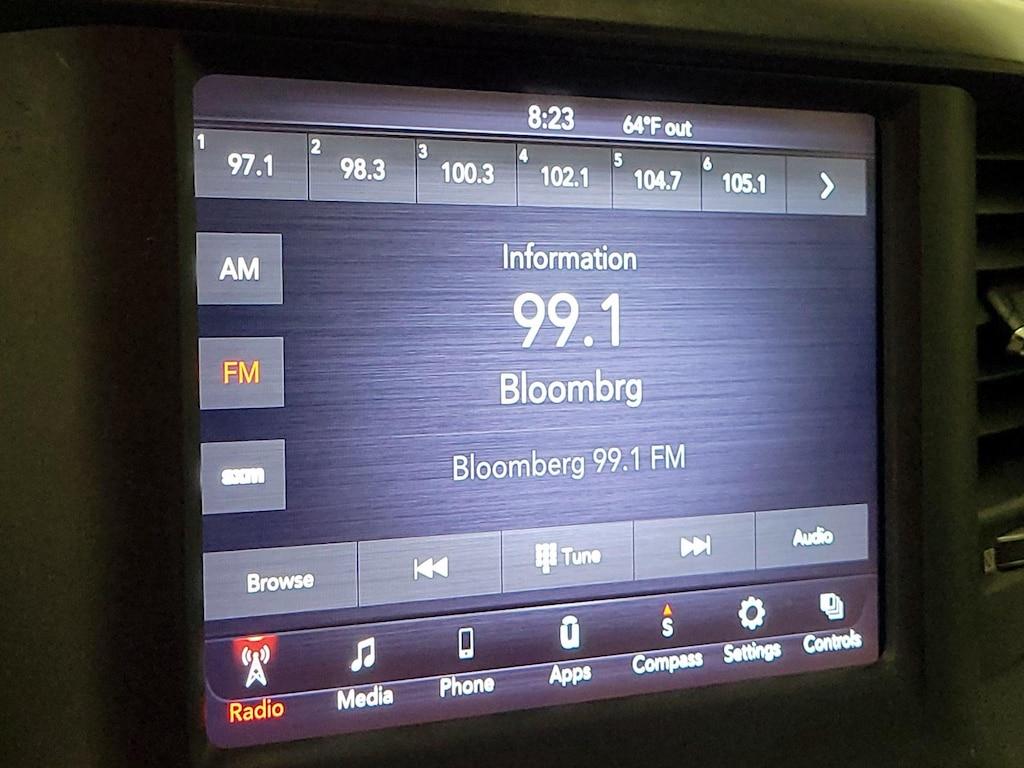 8:23 64°F out
1 97.1 2 98.3 3 100.3 4 102.1 5 104.7 6 105.1
Information
AM
99.1
FM
Bloombrg
Bloomberg 99.1 FM
sxm
Browse Tune Audio
S
Radio Media Phone Apps Compass Settings Controls